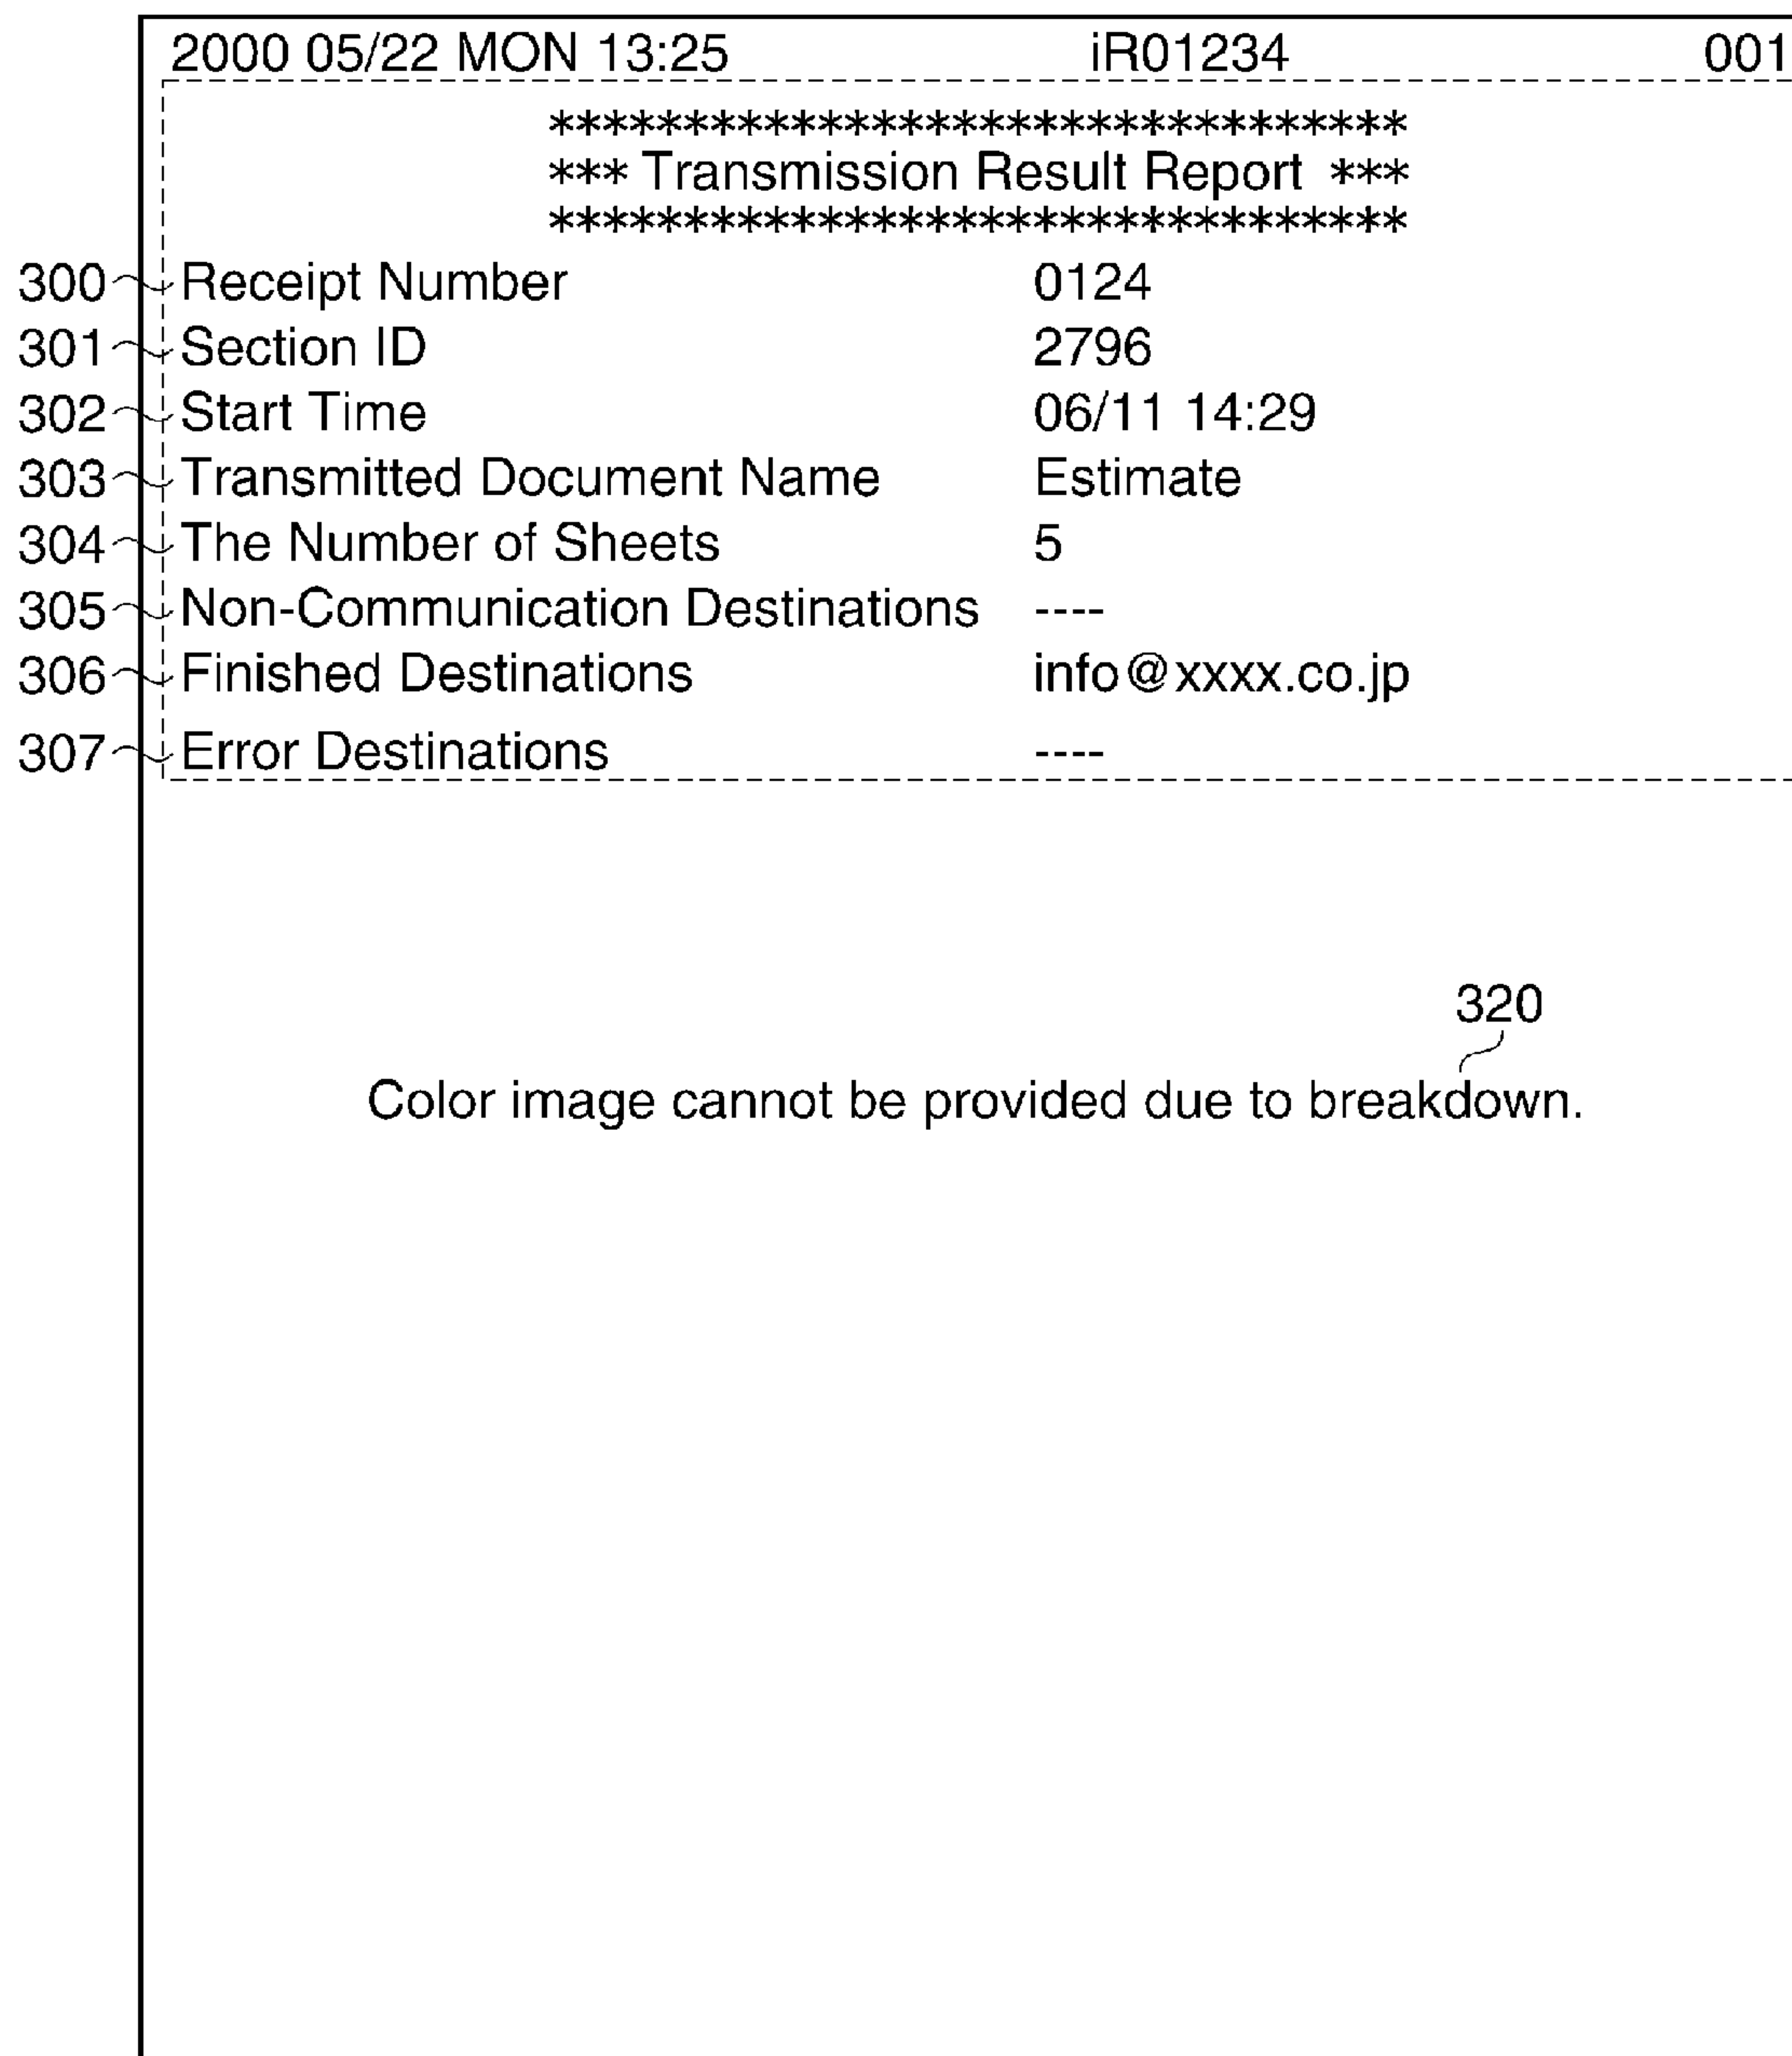 2000 05/22 MON 13:25 iR01234 001
********************************
*** Transmission Result Report ***
********************************
300 Receipt Number 0124
301 Section ID 2796
302 Start Time 06/11 14:29
303 Transmitted Document Name Estimate
304 The Number of Sheets 5
305 Non-Communication Destinations ----
306 Finished Destinations info@xxxx.co.jp
307 Error Destinations ----
320
Color image cannot be provided due to breakdown.